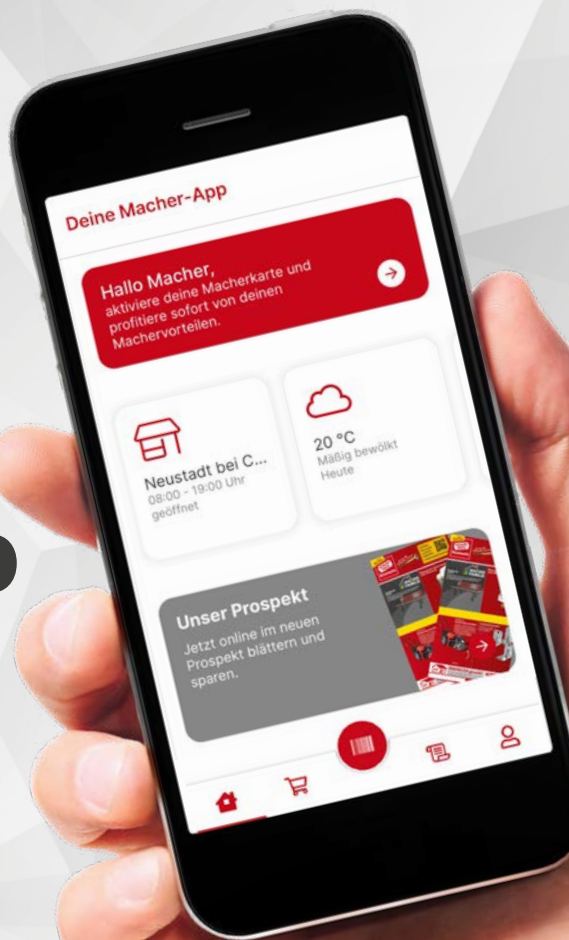 Deine Macher-App
Hallo Macher,
aktiviere deine Macherkarte und
profitiere sofort von deinen
Machervorteilen.
Neustadt bei C...
08:00 - 19:00 Uhr
geöffnet
20 °C
Mäßig bewölkt
Heute
Unser Prospekt
Jetzt online im neuen
Prospekt blättern und
sparen.